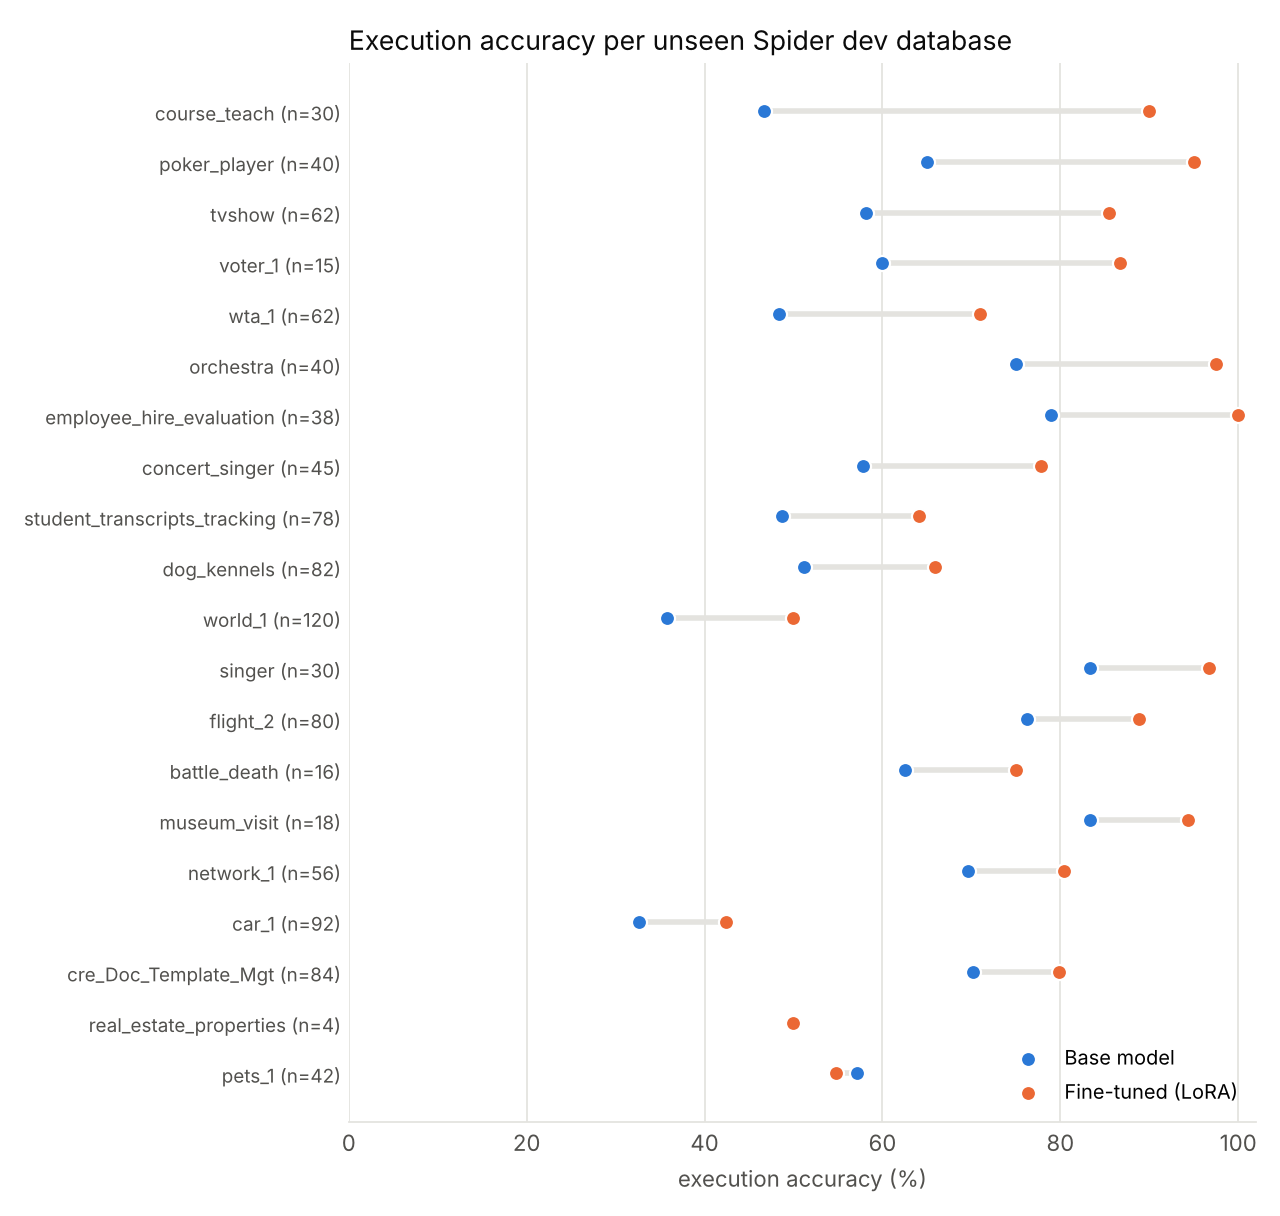 Execution accuracy per unseen Spider dev database
course_teach (n=30)
poker_player (n=40)
tvshow (n=62)
voter_1 (n=15)
wta_1 (n=62)
orchestra (n=40)
employee_hire_evaluation (n=38)
concert_singer (n=45)
student_transcripts_tracking (n=78)
dog_kennels (n=82)
world_1 (n=120)
singer (n=30)
flight_2 (n=80)
battle_death (n=16)
museum_visit (n=18)
network_1 (n=56)
car_1 (n=92)
cre_Doc_Template_Mgt (n=84)
real_estate_properties (n=4)
pets_1 (n=42)
Base model
Fine-tuned (LoRA)
0 20 40 60 80 100
execution accuracy (%)